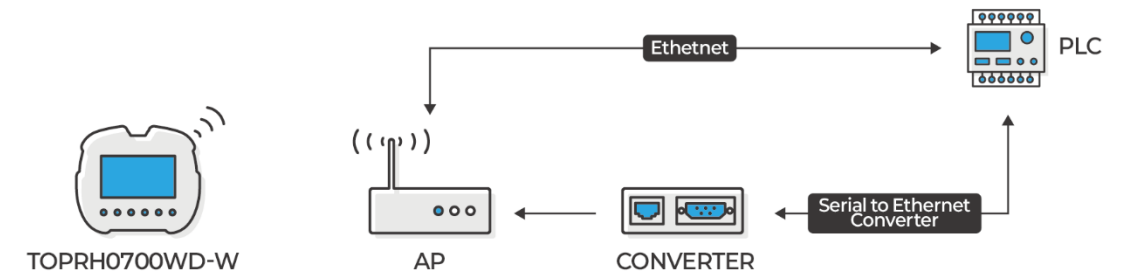 Ethetnet
PLC
Serial to Ethernet
Converter
TOPRH0700WD-W
AP
CONVERTER